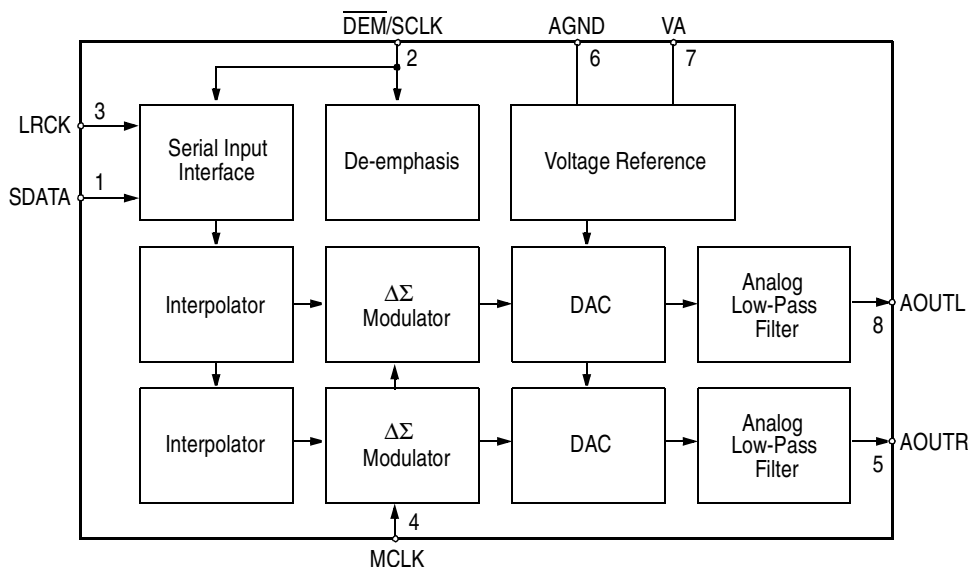 DEM/SCLK
AGND
VA
2
6
7
LRCK
3
SDATA
1
Serial Input
Interface
De-emphasis
Voltage Reference
Interpolator
ΔΣ
Modulator
DAC
Analog
Low-Pass
Filter
AOUTL
8
Interpolator
ΔΣ
Modulator
DAC
Analog
Low-Pass
Filter
AOUTR
5
4
MCLK